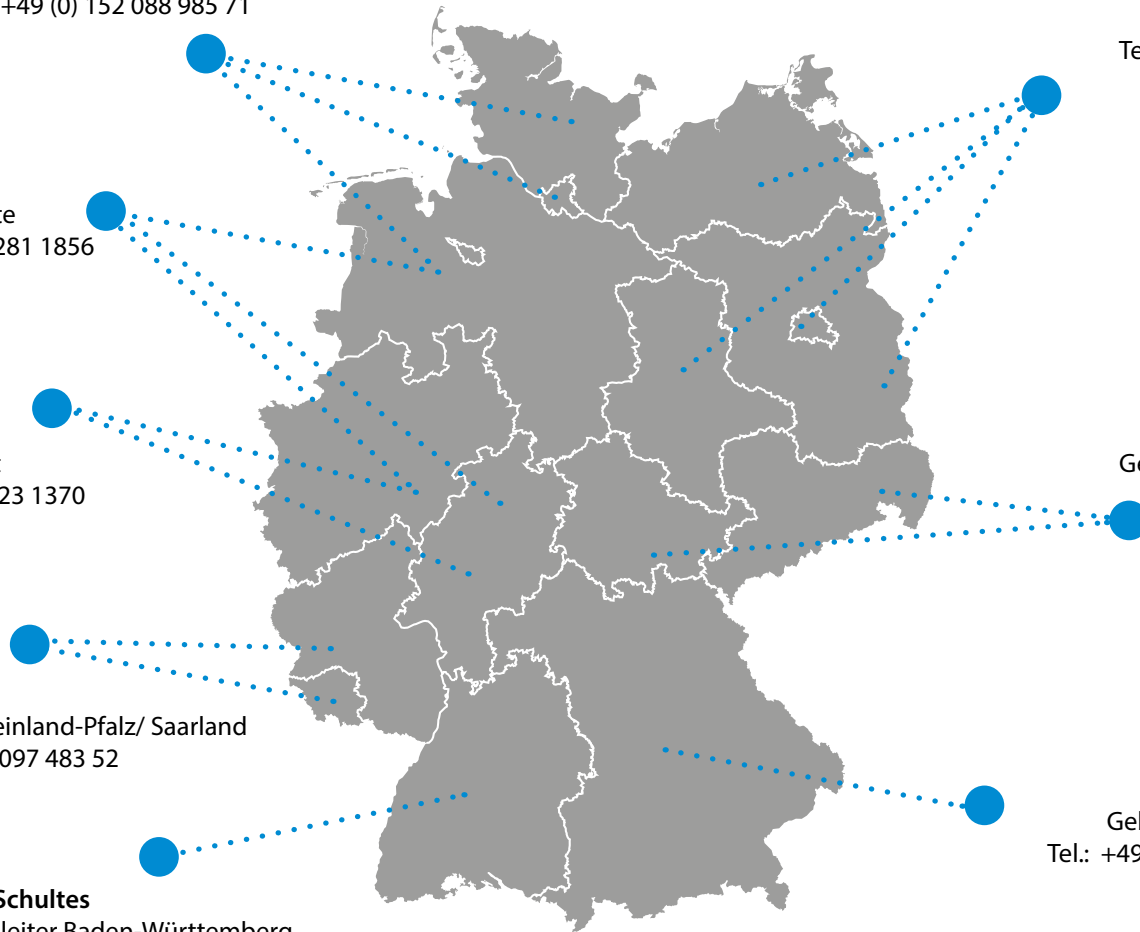 +49 (0) 152 088 985 71
Te
te
281 1856
t
23 1370
Ge
einland-Pfalz/ Saarland
097 483 52
Gel
Tel.: +49
Schultes
leiter Baden-Württemberg